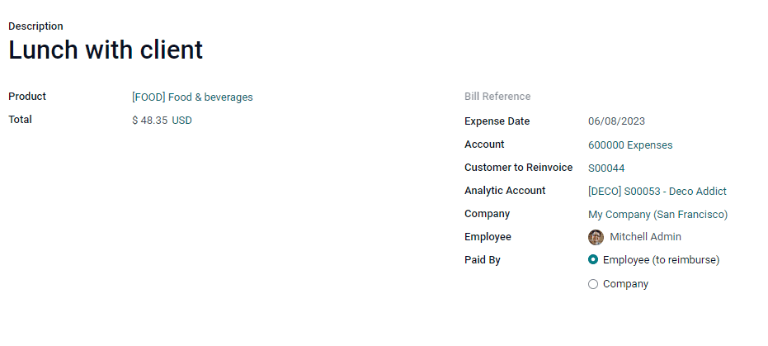 Description
Lunch with client
Product [FOOD] Food & beverages
Total $ 48.35 USD
Bill Reference
Expense Date 06/08/2023
Account 600000 Expenses
Customer to Reinvoice S00044
Analytic Account [DECO] S00053 - Deco Addict
Company My Company (San Francisco)
Employee Mitchell Admin
Paid By Employee (to reimburse)
Company